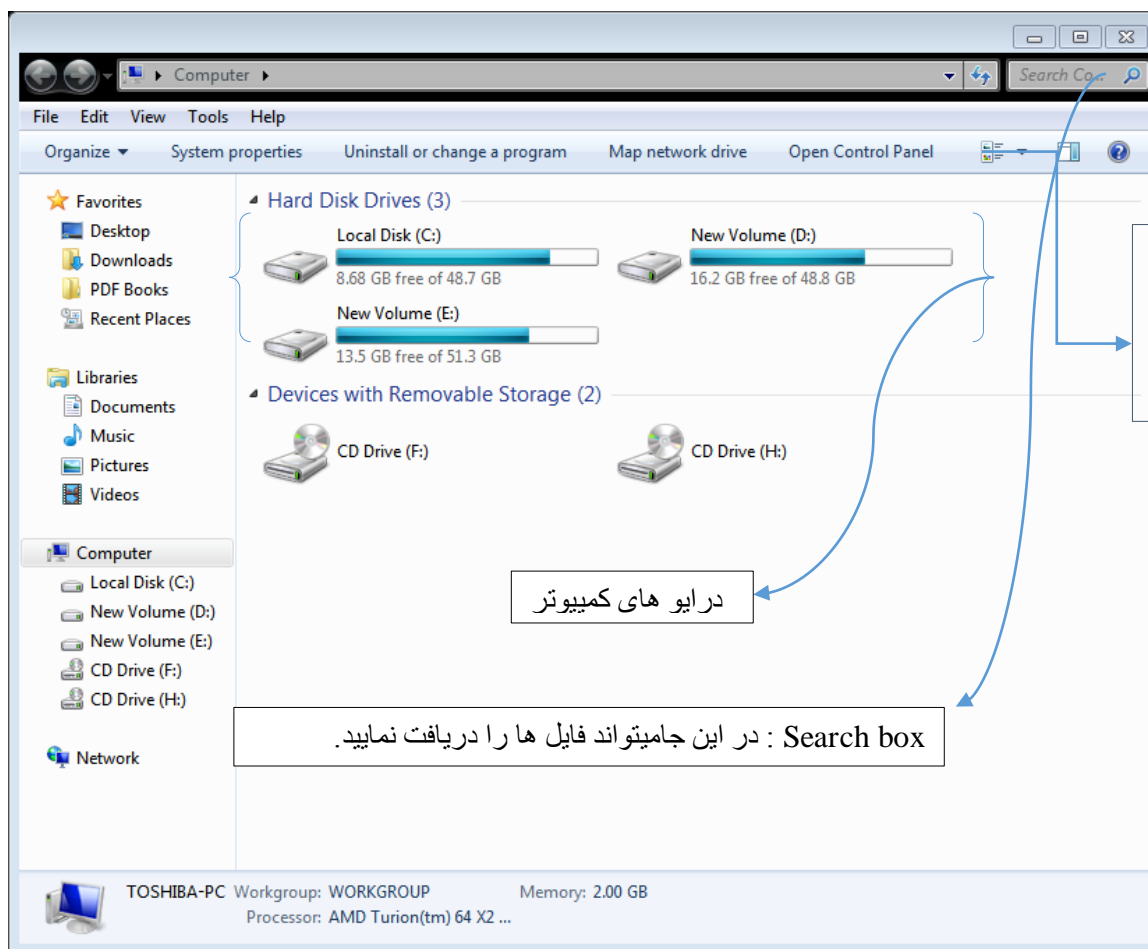 Computer
Search Co...
File Edit View Tools Help
Organize System properties Uninstall or change a program Map network drive Open Control Panel
Favorites
Desktop
Downloads
PDF Books
Recent Places
Libraries
Documents
Music
Pictures
Videos
Computer
Local Disk (C:)
New Volume (D:)
New Volume (E:)
CD Drive (F:)
CD Drive (H:)
Network
Hard Disk Drives (3)
Local Disk (C:)
8.68 GB free of 48.7 GB
New Volume (D:)
16.2 GB free of 48.8 GB
New Volume (E:)
13.5 GB free of 51.3 GB
Devices with Removable Storage (2)
CD Drive (F:)
CD Drive (H:)
درایو های کمپیوتر
Search box : در این جامیتواند فایل ها را دریافت نمایید.
TOSHIBA-PC Workgroup: WORKGROUP Memory: 2.00 GB
Processor: AMD Turion(tm) 64 X2 ...